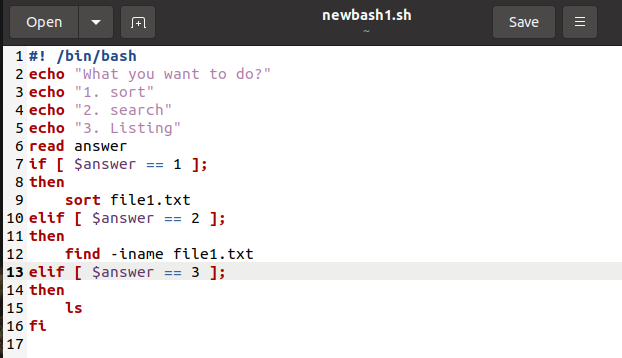 Open
newbash1.sh
~
Save
1 #! /bin/bash
2 echo "What you want to do?"
3 echo "1. sort"
4 echo "2. search"
5 echo "3. Listing"
6 read answer
7 if [ $answer == 1 ];
8 then
9     sort file1.txt
10 elif [ $answer == 2 ];
11 then
12     find -iname file1.txt
13 elif [ $answer == 3 ];
14 then
15     ls
16 fi
17